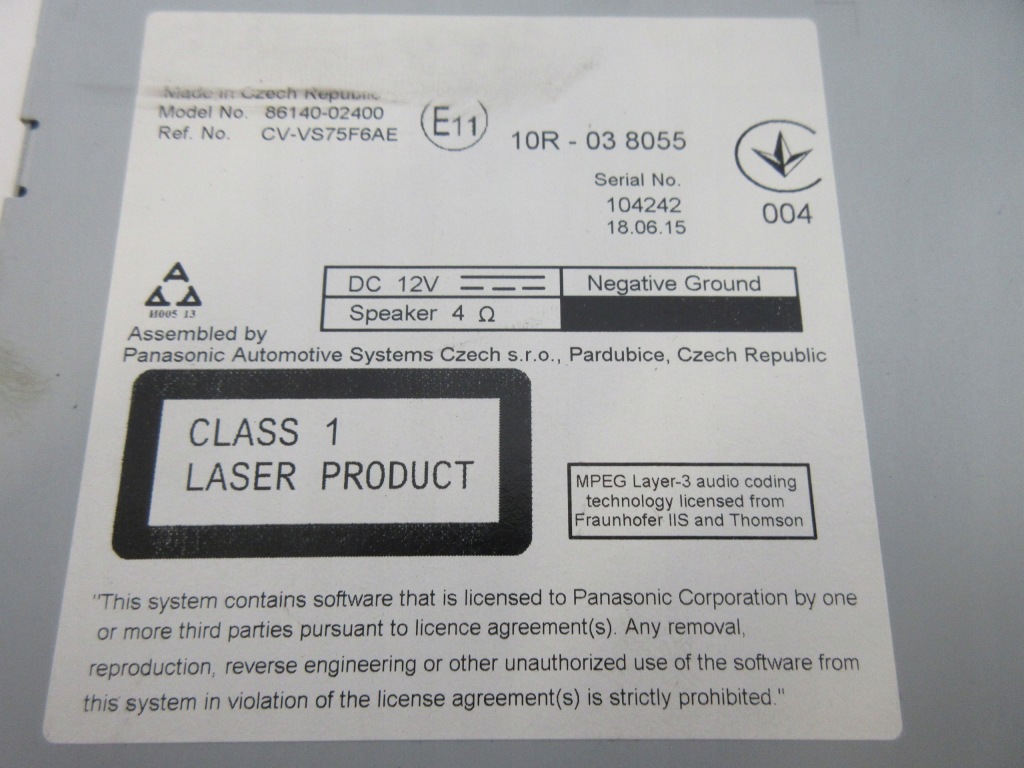 Made in Czech Republic
Model No. 86140-02400
Ref. No. CV-VS75F6AE
E11
10R - 03 8055
Serial No.
104242
18.06.15
004
И005 13
DC 12V
Negative Ground
Speaker 4 Ω
Assembled by
Panasonic Automotive Systems Czech s.r.o., Pardubice, Czech Republic
CLASS 1
LASER PRODUCT
MPEG Layer-3 audio coding
technology licensed from
Fraunhofer IIS and Thomson
"This system contains software that is licensed to Panasonic Corporation by one
or more third parties pursuant to licence agreement(s). Any removal,
reproduction, reverse engineering or other unauthorized use of the software from
this system in violation of the license agreement(s) is strictly prohibited."